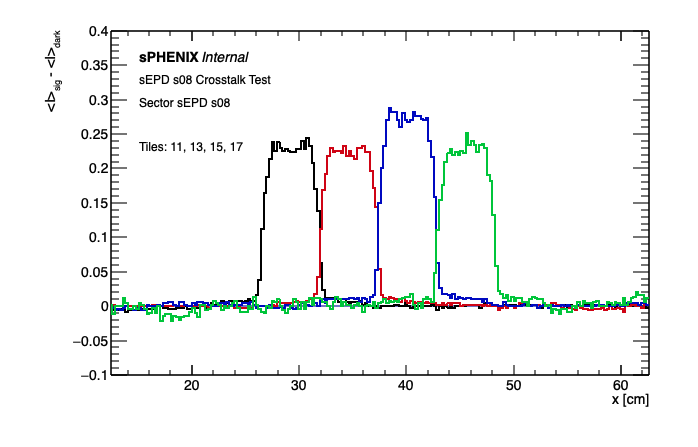 <I>sig - <I>dark
0.4
0.35
0.3
0.25
0.2
0.15
0.1
0.05
0
−0.05
−0.1
sPHENIX Internal
sEPD s08 Crosstalk Test
Sector sEPD s08
Tiles: 11, 13, 15, 17
20 30 40 50 60
x [cm]